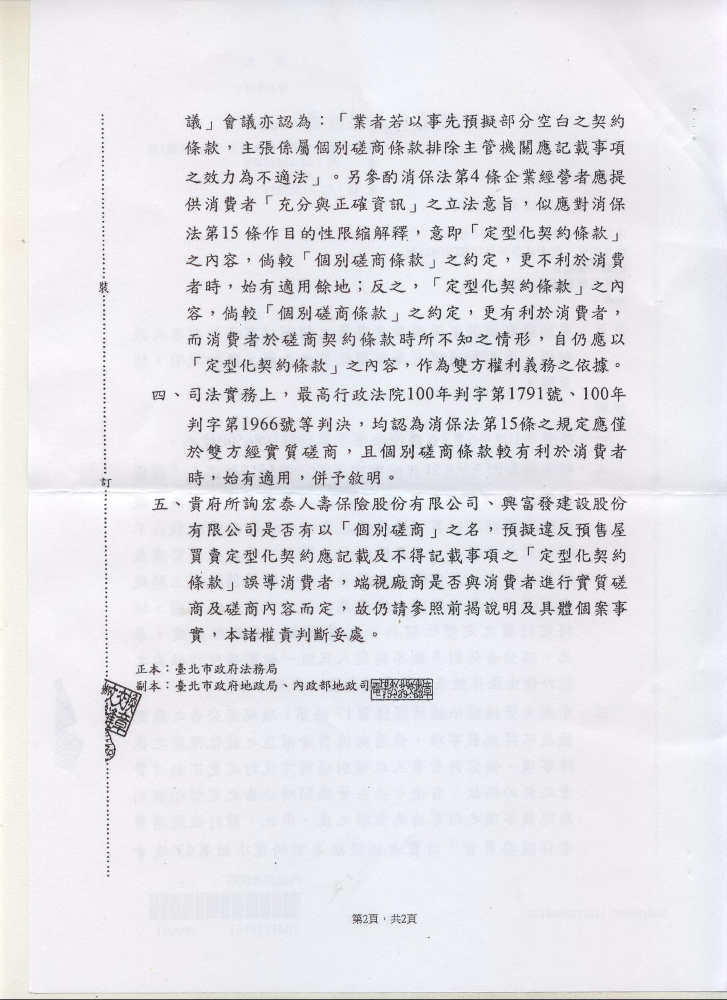 議」會議亦認為：「業者若以事先預擬部分空白之契約
條款，主張係屬個別磋商條款排除主管機關應記載事項
之效力為不適法」。另參酌消保法第4條企業經營者應提
供消費者「充分與正確資訊」之立法意旨，似應對消保
法第15條作目的性限縮解釋，意即「定型化契約條款」
之內容，倘較「個別磋商條款」之約定，更不利於消費
者時，始有適用餘地；反之，「定型化契約條款」之內
容，倘較「個別磋商條款」之約定，更有利於消費者，
而消費者於磋商契約條款時所不知之情形，自仍應以
「定型化契約條款」之內容，作為雙方權利義務之依據。
四、司法實務上，最高行政法院100年判字第1791號、100年
判字第1966號等判決，均認為消保法第15條之規定應僅
於雙方經實質磋商，且個別磋商條款較有利於消費者
時，始有適用，併予敘明。
五、貴府所詢宏泰人壽保險股份有限公司、興富發建設股份
有限公司是否有以「個別磋商」之名，預擬違反預售屋
買賣定型化契約應記載及不得記載事項之「定型化契約
條款」誤導消費者，端視廠商是否與消費者進行實質磋
商及磋商內容而定，故仍請參照前揭說明及具體個案事
實，本諸權責判斷妥處。
正本：臺北市政府法務局
副本：臺北市政府地政局、內政部地政司
裝
訂
線
第2頁，共2頁